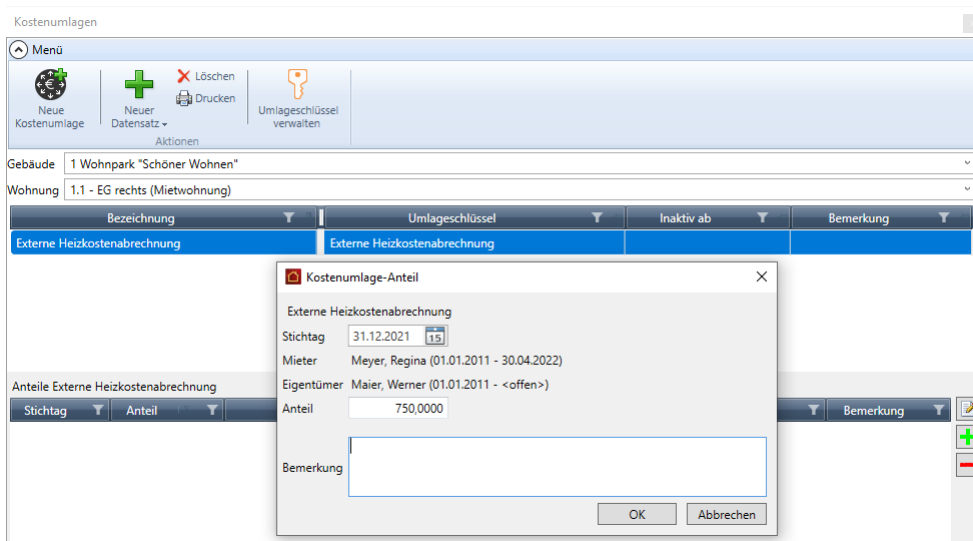 Kostenumlagen
Menü
Neue Kostenumlage
Neuer Datensatz
Löschen
Drucken
Umlageschlüssel verwalten
Aktionen
Gebäude 1 Wohnpark "Schöner Wohnen"
Wohnung 1.1 - EG rechts (Mietwohnung)
Bezeichnung Umlageschlüssel Inaktiv ab Bemerkung
Externe Heizkostenabrechnung Externe Heizkostenabrechnung
Kostenumlage-Anteil
Externe Heizkostenabrechnung
Stichtag 31.12.2021 15
Mieter Meyer, Regina (01.01.2011 - 30.04.2022)
Eigentümer Maier, Werner (01.01.2011 - <offen>)
Anteil 750,0000
Bemerkung
OK Abbrechen
Anteile Externe Heizkostenabrechnung
Stichtag Anteil Bemerkung